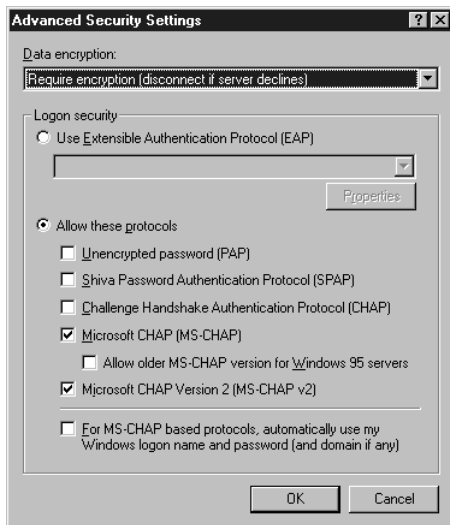 Advanced Security Settings
Data encryption:
Require encryption (disconnect if server declines)
Logon security
Use Extensible Authentication Protocol (EAP)
Properties
Allow these protocols
Unencrypted password (PAP)
Shiva Password Authentication Protocol (SPAP)
Challenge Handshake Authentication Protocol (CHAP)
Microsoft CHAP (MS-CHAP)
Allow older MS-CHAP version for Windows 95 servers
Microsoft CHAP Version 2 (MS-CHAP v2)
For MS-CHAP based protocols, automatically use my
Windows logon name and password (and domain if any)
OK Cancel